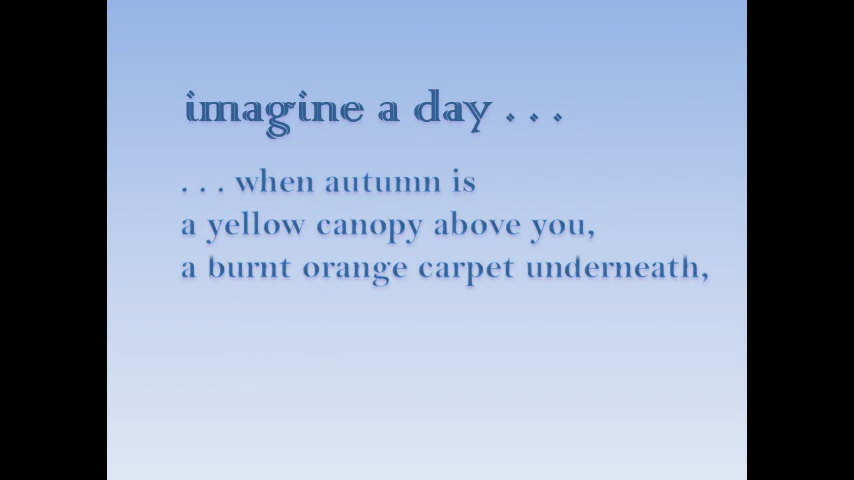 imagine a day . . .
. . . when autumn is
a yellow canopy above you,
a burnt orange carpet underneath,